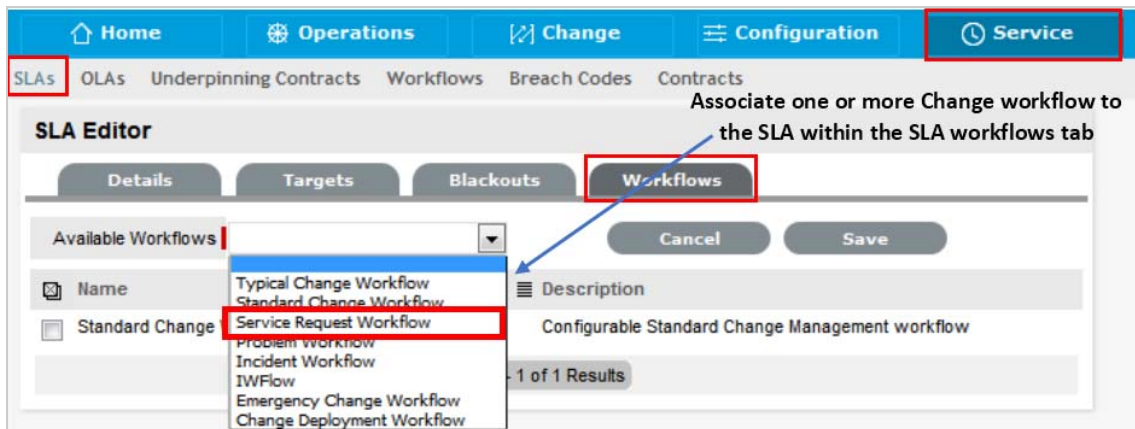 Home Operations Change Configuration Service
SLAs OLAs Underpinning Contracts Workflows Breach Codes Contracts
Associate one or more Change workflow to
the SLA within the SLA workflows tab
SLA Editor
Details Targets Blackouts Workflows
Available Workflows Cancel Save
Name Description
Typical Change Workflow
Standard Change Workflow
Service Request Workflow
Problem Workflow
Incident Workflow
IWFlow
Emergency Change Workflow
Change Deployment Workflow
Standard Change Configurable Standard Change Management workflow
1 of 1 Results